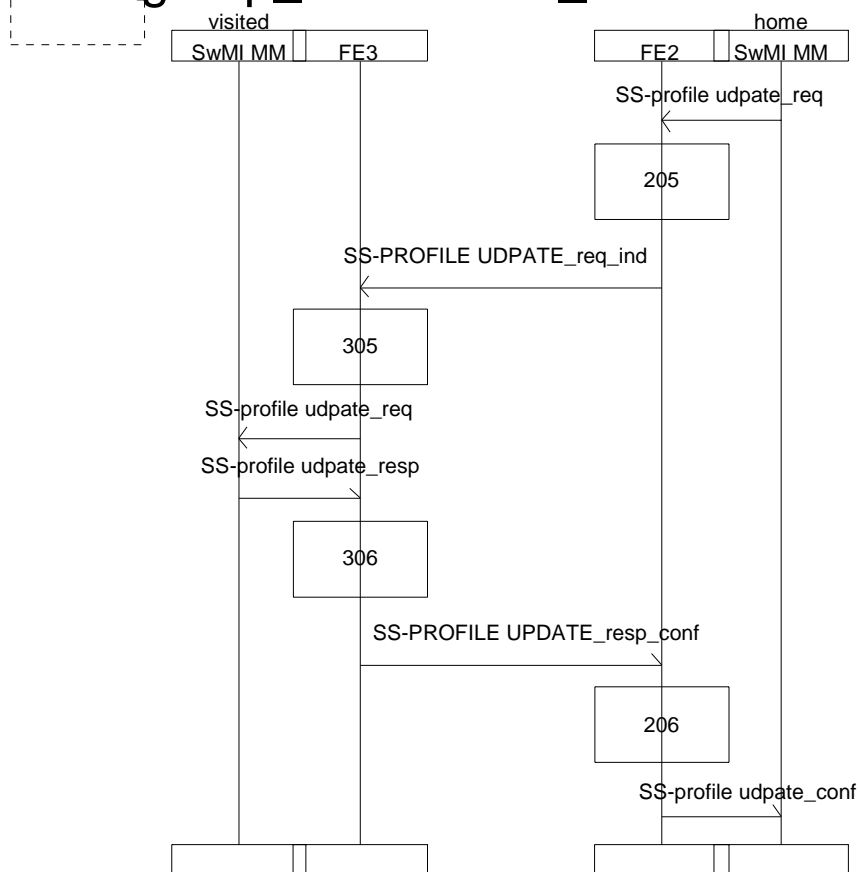 visited
home
SwMI MM FE3 FE2 SwMI MM
SS-profile udpate_req
205
SS-PROFILE UDPATE_req_ind
305
SS-profile udpate_req
SS-profile udpate_resp
306
SS-PROFILE UPDATE_resp_conf
206
SS-profile udpate_conf